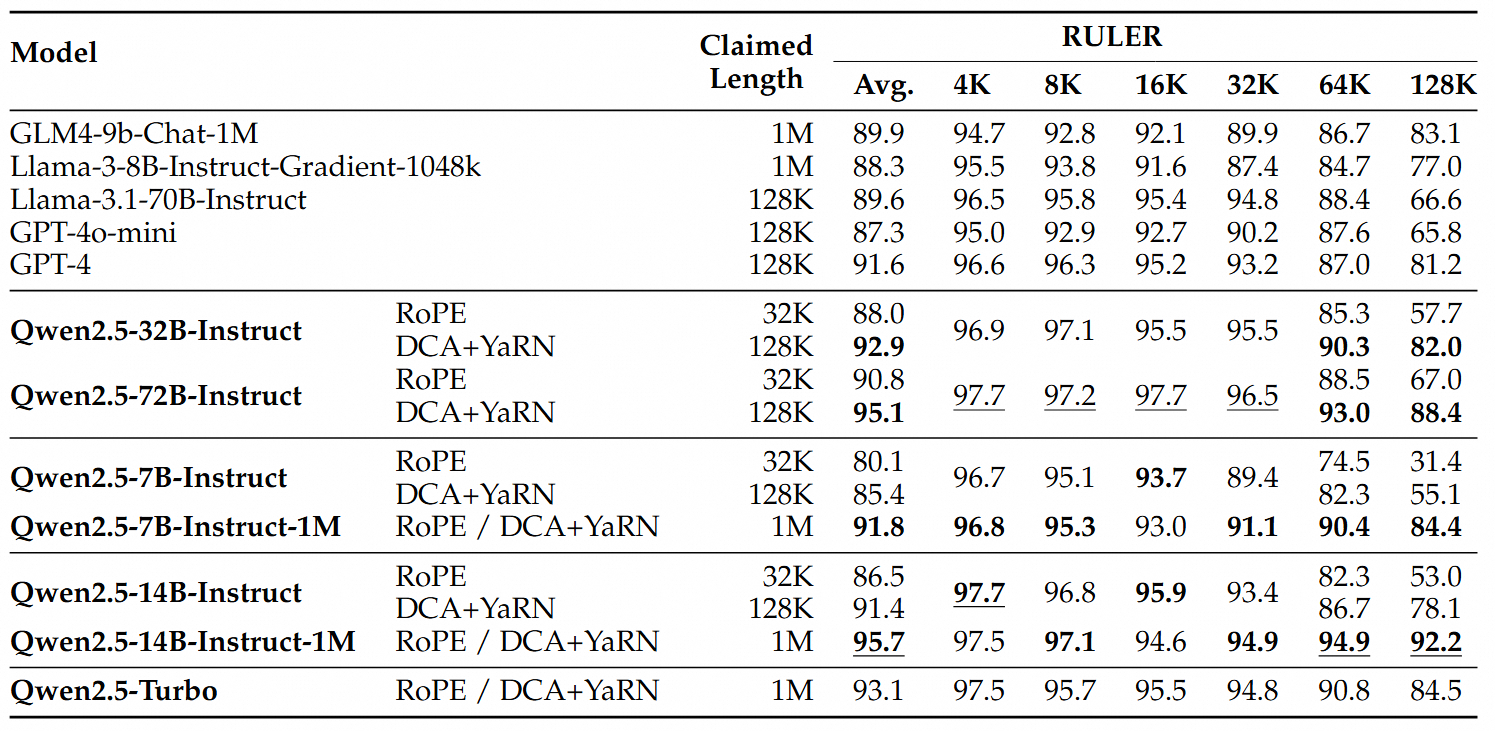 Model Claimed Length RULER
Avg. 4K 8K 16K 32K 64K 128K
GLM4-9b-Chat-1M 1M 89.9 94.7 92.8 92.1 89.9 86.7 83.1
Llama-3-8B-Instruct-Gradient-1048k 1M 88.3 95.5 93.8 91.6 87.4 84.7 77.0
Llama-3.1-70B-Instruct 128K 89.6 96.5 95.8 95.4 94.8 88.4 66.6
GPT-4o-mini 128K 87.3 95.0 92.9 92.7 90.2 87.6 65.8
GPT-4 128K 91.6 96.6 96.3 95.2 93.2 87.0 81.2
Qwen2.5-32B-Instruct RoPE 32K 88.0 96.9 97.1 95.5 95.5 85.3 57.7
DCA+YaRN 128K 92.9 90.3 82.0
Qwen2.5-72B-Instruct RoPE 32K 90.8 97.7 97.2 97.7 96.5 88.5 67.0
DCA+YaRN 128K 95.1 93.0 88.4
Qwen2.5-7B-Instruct RoPE 32K 80.1 96.7 95.1 93.7 89.4 74.5 31.4
DCA+YaRN 128K 85.4 82.3 55.1
Qwen2.5-7B-Instruct-1M RoPE / DCA+YaRN 1M 91.8 96.8 95.3 93.0 91.1 90.4 84.4
Qwen2.5-14B-Instruct RoPE 32K 86.5 97.7 96.8 95.9 93.4 82.3 53.0
DCA+YaRN 128K 91.4 86.7 78.1
Qwen2.5-14B-Instruct-1M RoPE / DCA+YaRN 1M 95.7 97.5 97.1 94.6 94.9 94.9 92.2
Qwen2.5-Turbo RoPE / DCA+YaRN 1M 93.1 97.5 95.7 95.5 94.8 90.8 84.5